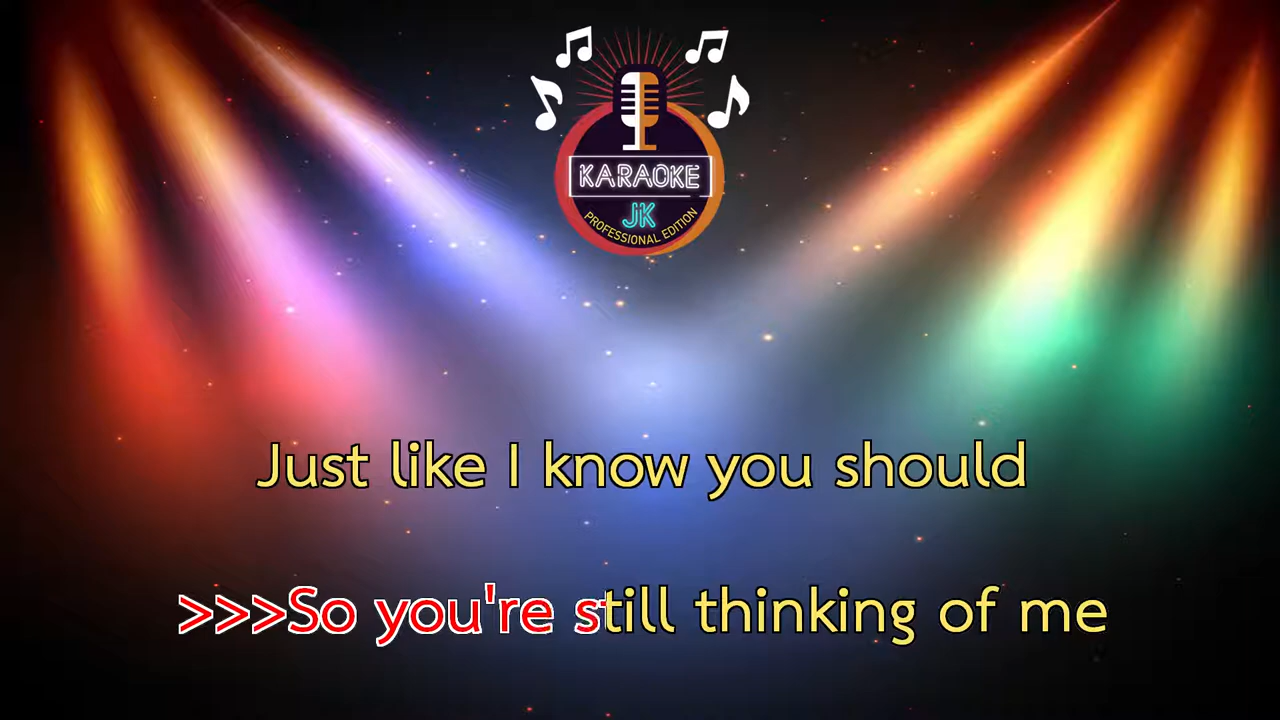 KARAOKE
JK
PROFESSIONAL EDITION
Just like I know you should
>>>So you're still thinking of me